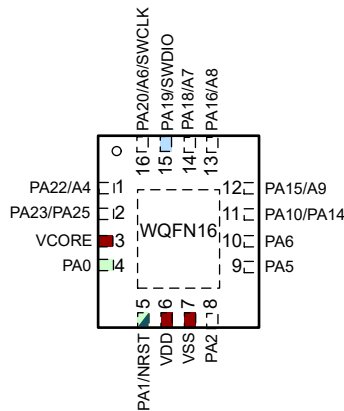 PA20/A6/SWCLK
PA19/SWDIO
PA18/A7
PA16/A8
16
15
14
13
PA22/A4
1
PA23/PA25
2
VCORE
3
PA0
4
WQFN16
12
PA15/A9
11
PA10/PA14
10
PA6
9
PA5
5
6
7
8
PA1/NRST
VDD
VSS
PA2